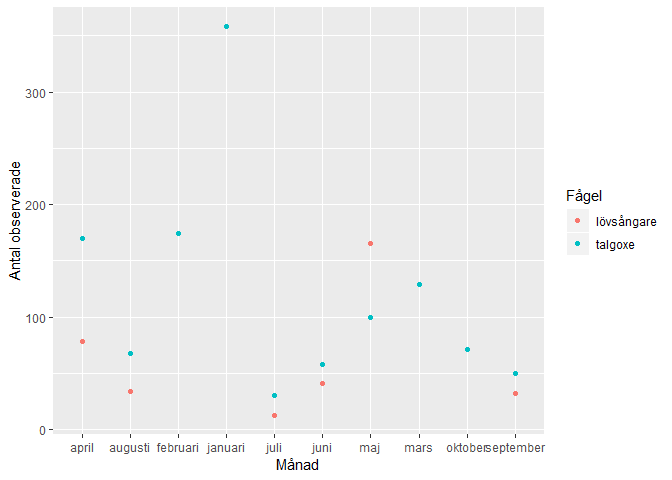 300
200
100
0
Antal observerade
april augusti februari januari juli juni maj mars oktober september
Månad
Fågel
lövsångare
talgoxe